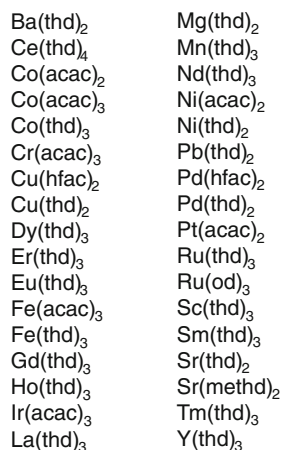 Ba(thd)₂
Ce(thd)₄
Co(acac)₂
Co(acac)₃
Co(thd)₃
Cr(acac)₃
Cu(hfac)₂
Cu(thd)₂
Dy(thd)₃
Er(thd)₃
Eu(thd)₃
Fe(acac)₃
Fe(thd)₃
Gd(thd)₃
Ho(thd)₃
Ir(acac)₃
La(thd)₃
Mg(thd)₂
Mn(thd)₃
Nd(thd)₃
Ni(acac)₂
Ni(thd)₂
Pb(thd)₂
Pd(hfac)₂
Pd(thd)₂
Pt(acac)₂
Ru(thd)₃
Ru(od)₃
Sc(thd)₃
Sm(thd)₃
Sr(thd)₂
Sr(methd)₂
Tm(thd)₃
Y(thd)₃